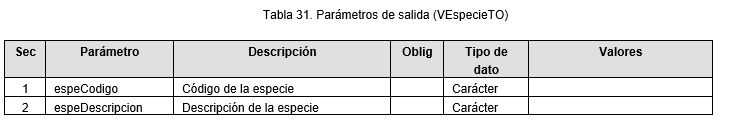 Tabla 31. Parámetros de salida (VEspecieTO)
Sec Parámetro Descripción Oblig Tipo de dato Valores
1 espeCodigo Código de la especie Carácter
2 espeDescripcion Descripción de la especie Carácter